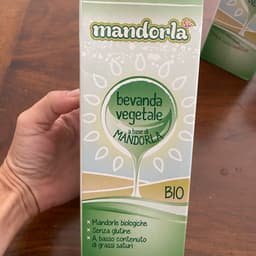 mandorla
bevanda
vegetale
a base di
MANDORLA
BIO
× Mandorle biologiche
× Senza glutine
× A basso contenuto
di grassi saturi